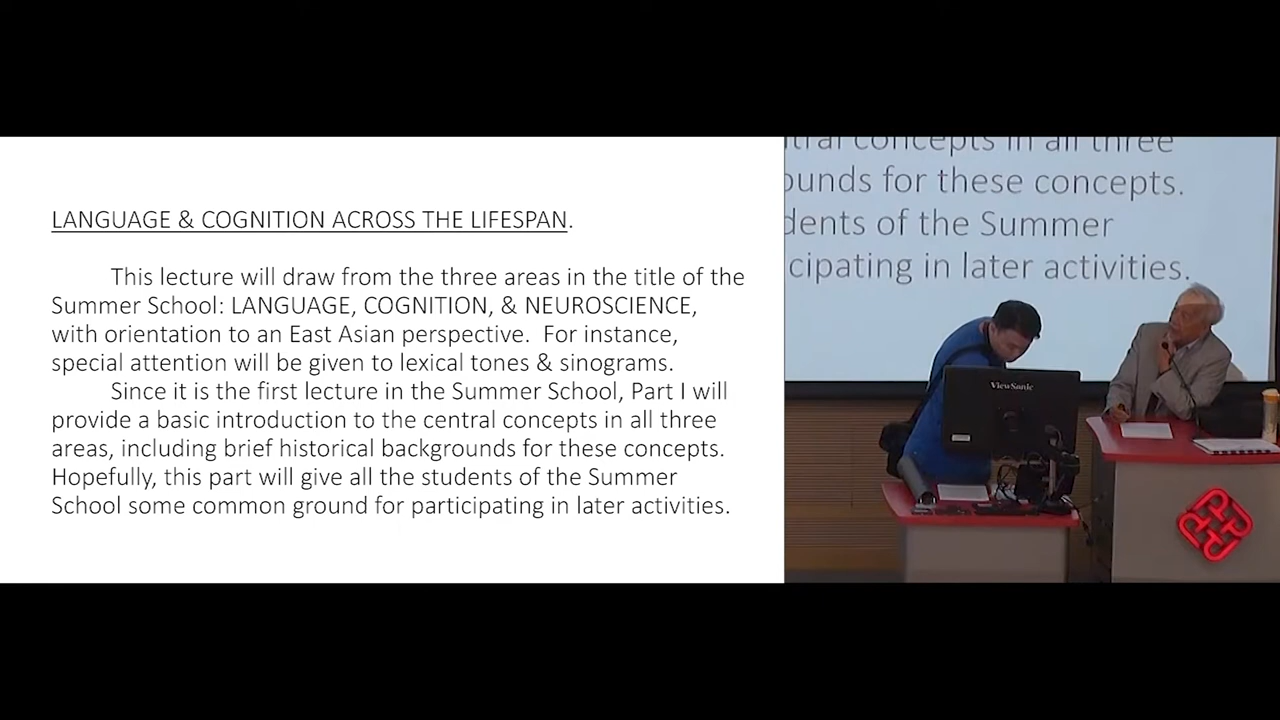 LANGUAGE & COGNITION ACROSS THE LIFESPAN.
This lecture will draw from the three areas in the title of the
Summer School: LANGUAGE, COGNITION, & NEUROSCIENCE,
with orientation to an East Asian perspective. For instance,
special attention will be given to lexical tones & sinograms.
Since it is the first lecture in the Summer School, Part I will
provide a basic introduction to the central concepts in all three
areas, including brief historical backgrounds for these concepts.
Hopefully, this part will give all the students of the Summer
School some common ground for participating in later activities.
concepts in all three
for these concepts.
of the Summer
in later activities.
ViewSonic